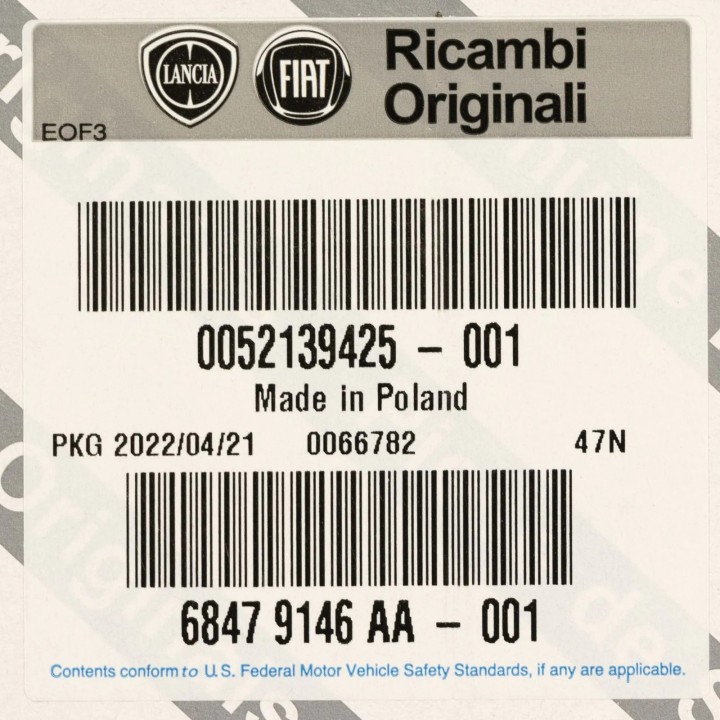 LANCIA
FIAT
Ricambi
Originali
EOF3
0052139425 – 001
Made in Poland
PKG 2022/04/21 0066782 47N
6847 9146 AA – 001
Contents conform to U.S. Federal Motor Vehicle Safety Standards, if any are applicable.